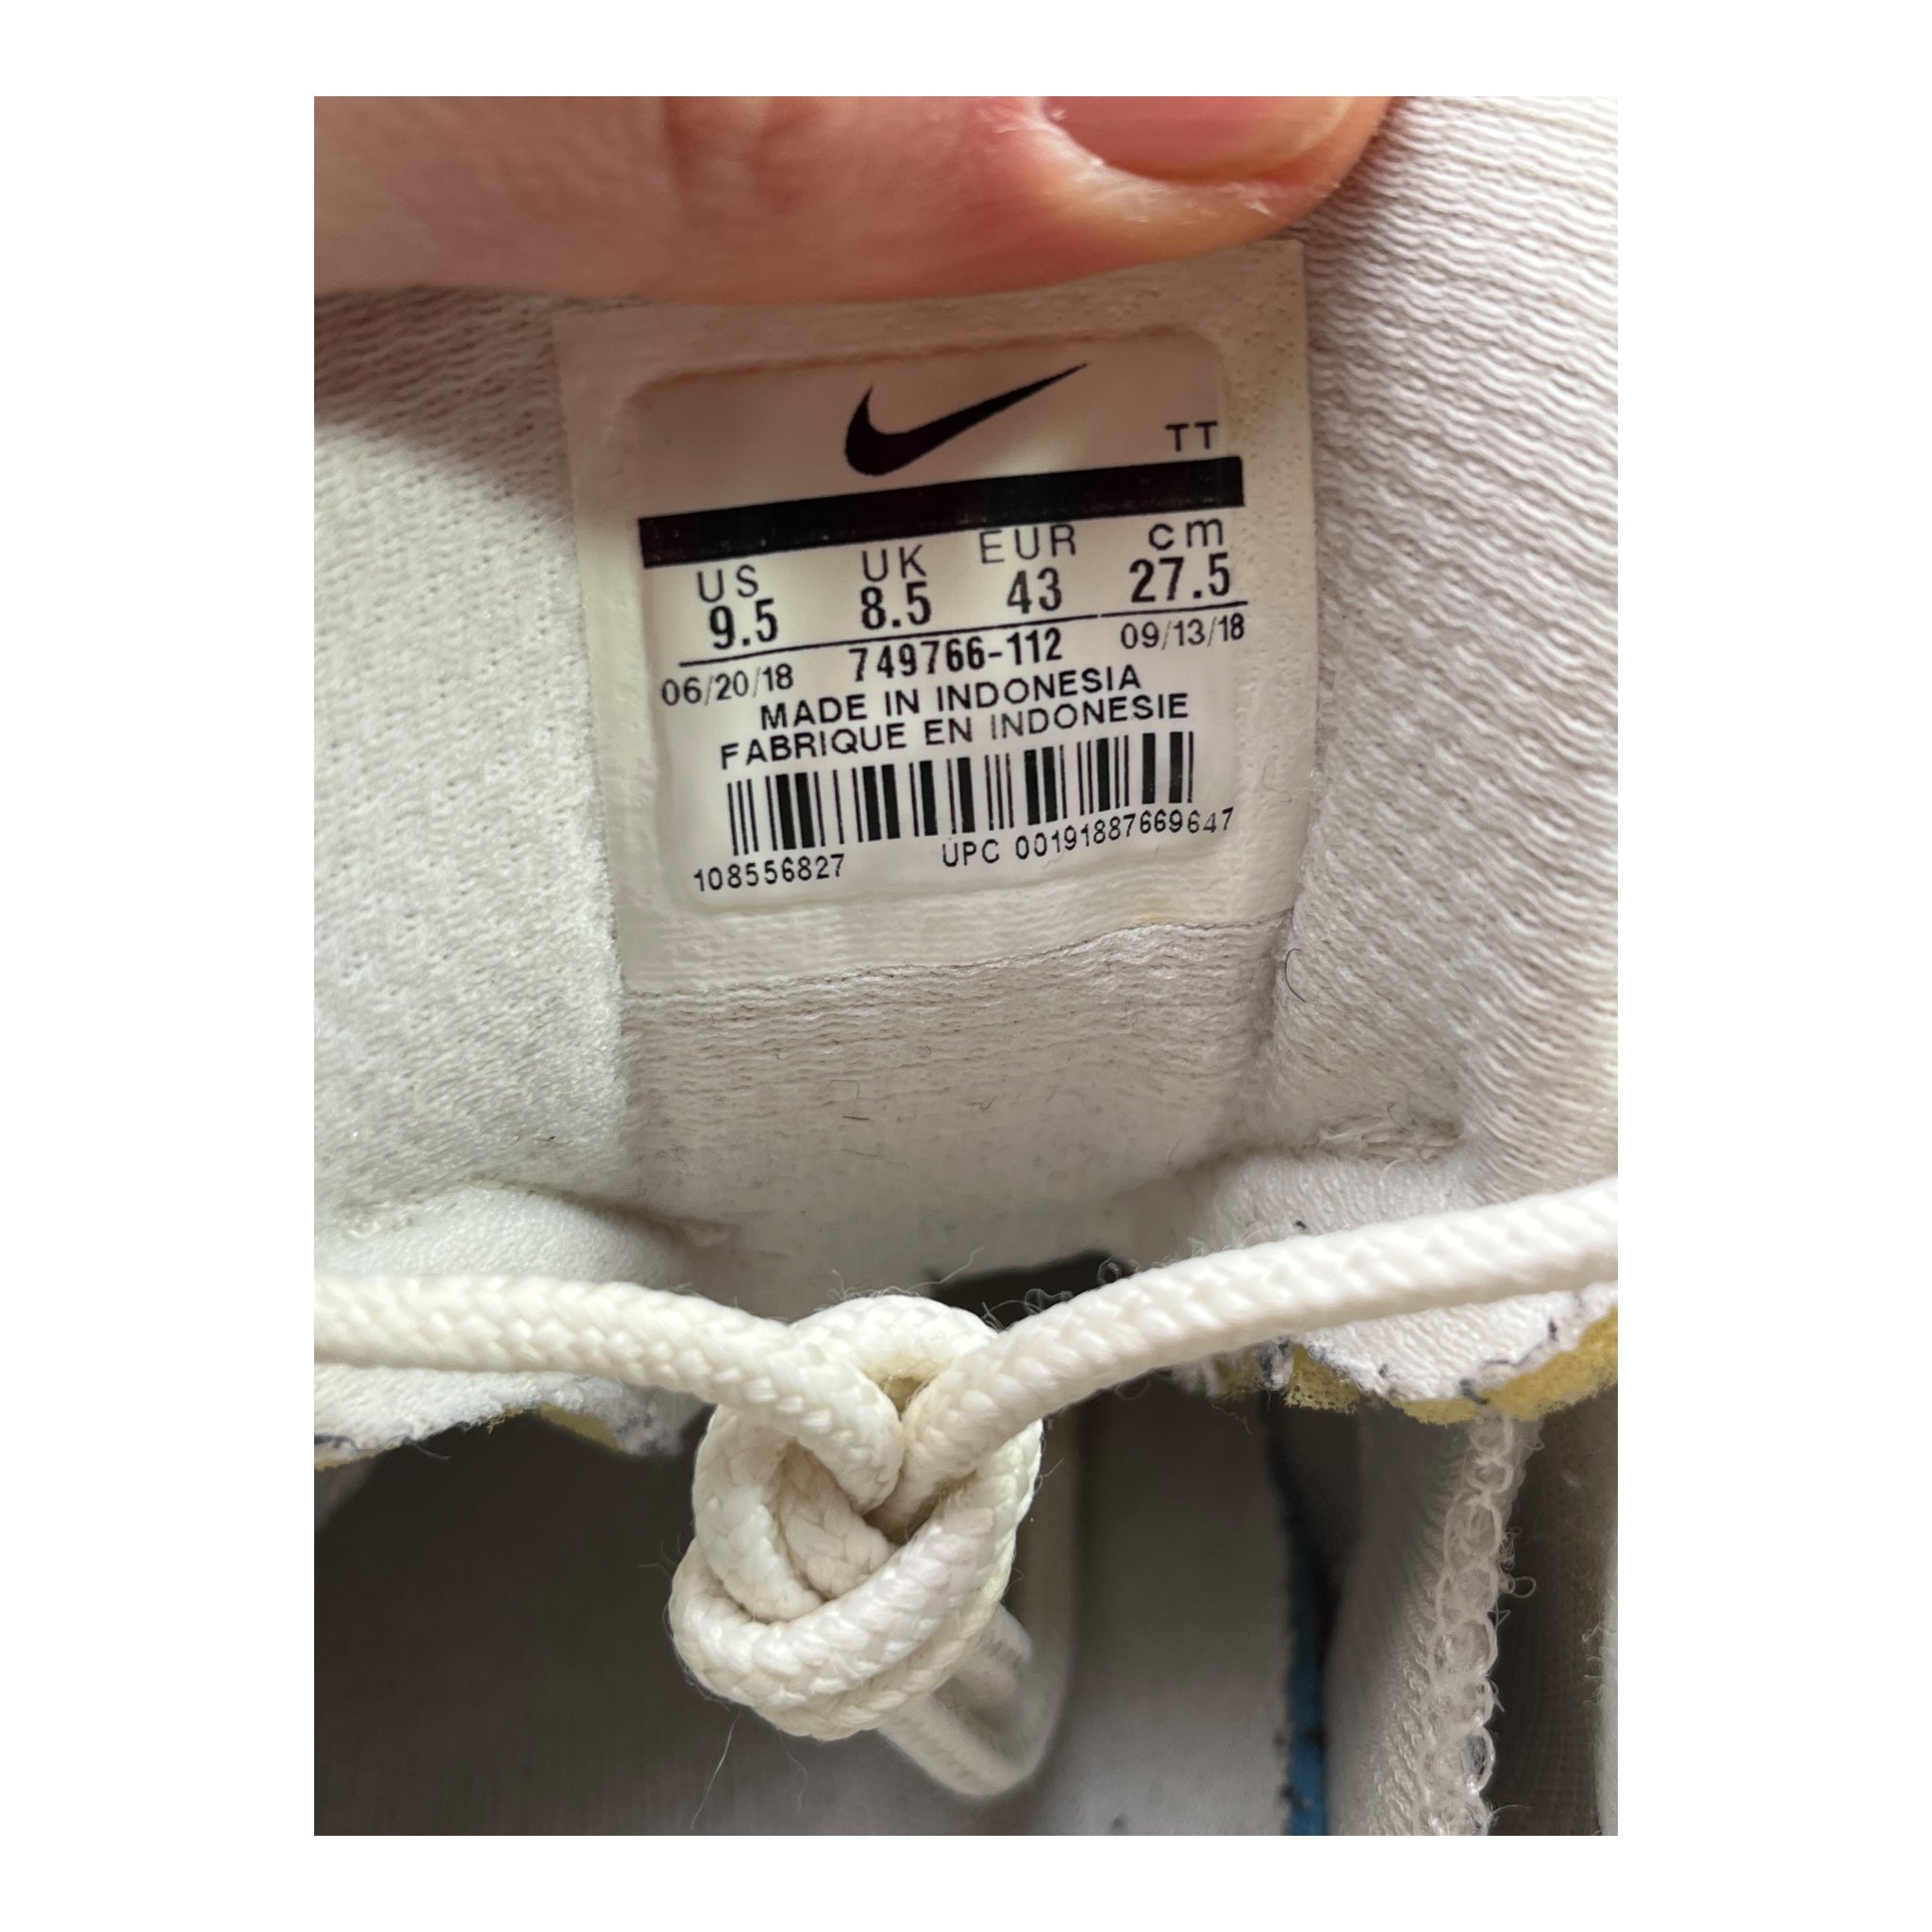 TT
US UK EUR cm
9.5 8.5 43 27.5
06/20/18 749766-112 09/13/18
MADE IN INDONESIA
FABRIQUE EN INDONESIE
108556827 UPC 00191887669647